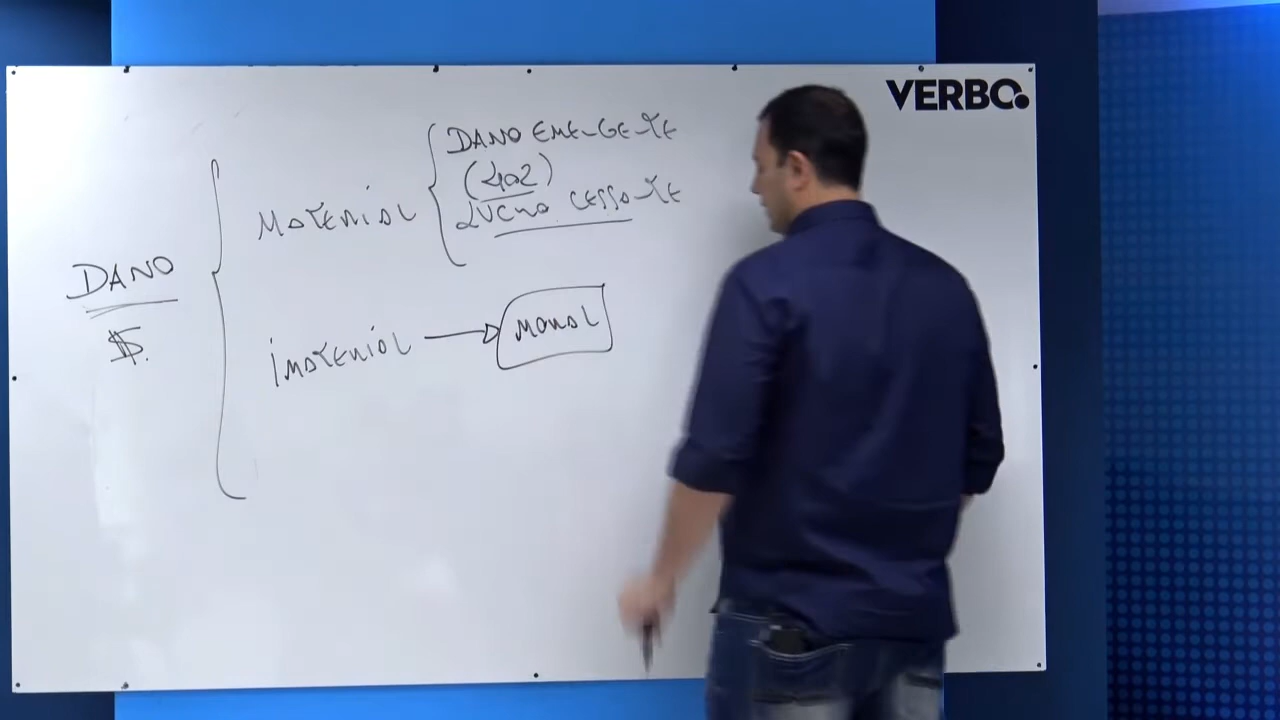 VERBO.
DANO
$
MATERIAL
DANO EMERGENTE
(402)
LUCRO CESSANTE
IMATERIAL
MORAL